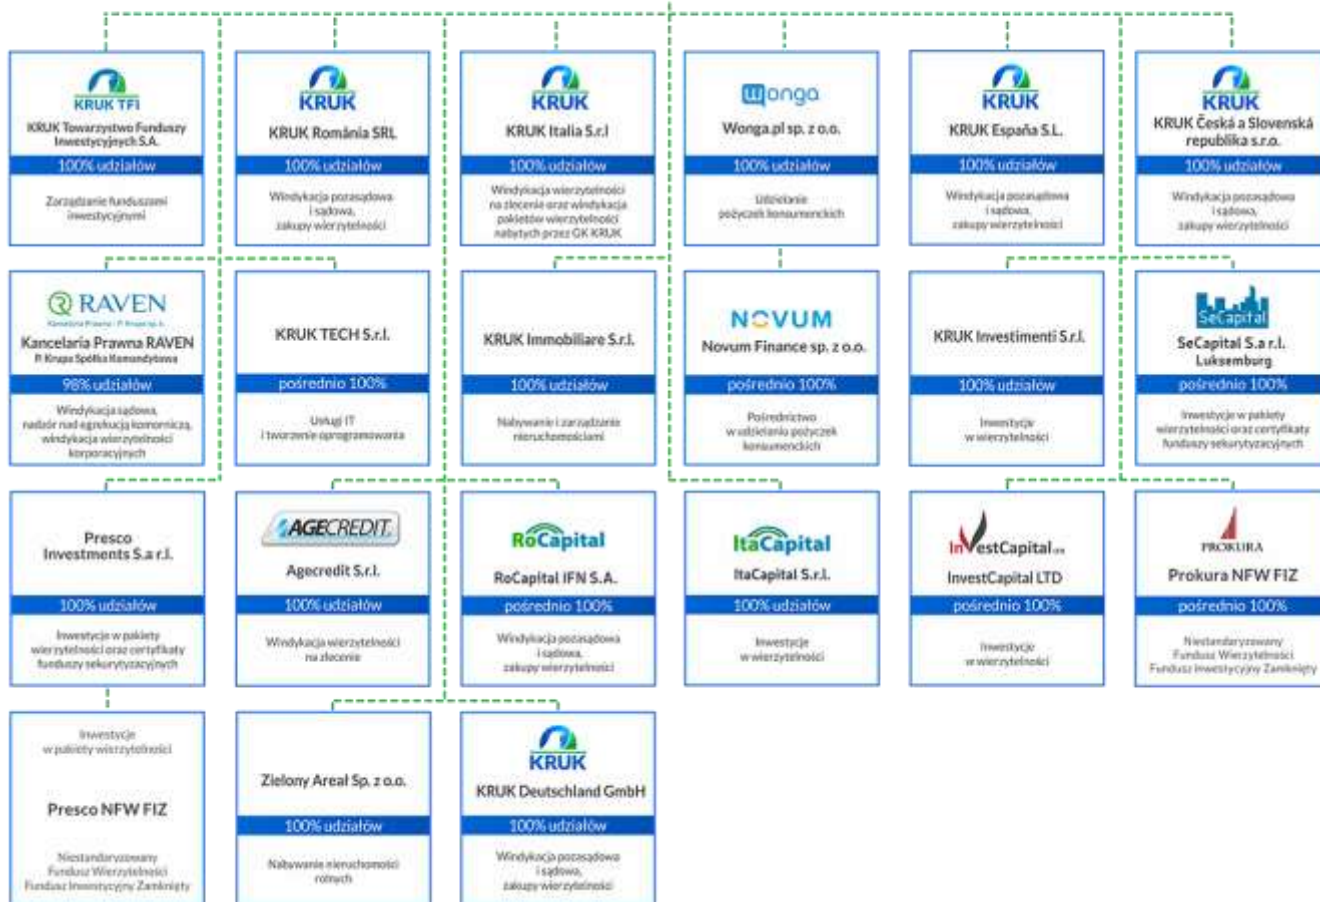 KRUK TFI
KRUK Towarzystwo Funduszy
Inwestycyjnych S.A.
100% udziałów
Zarządzanie funduszami
inwestycyjnymi
KRUK
KRUK România SRL
100% udziałów
Windykacja pozasądowa
i sądowa,
zakupy wierzytelności
KRUK
KRUK Italia S.r.l
100% udziałów
Windykacja wierzytelności
na zlecenie oraz windykacja
pakietów wierzytelności
nabytych przez GK KRUK
wonga
Wonga.pl sp. z o.o.
100% udziałów
Udzielanie
pożyczek konsumenckich
KRUK
KRUK España S.L.
100% udziałów
Windykacja pozasądowa
i sądowa,
zakupy wierzytelności
KRUK
KRUK Česká a Slovenská
republika s.r.o.
100% udziałów
Windykacja pozasądowa
i sądowa,
zakupy wierzytelności
RAVEN
Kancelaria Prawna RAVEN
P. Krupa Spółka Komandytowa
98% udziałów
Windykacja sądowa,
nadzór nad egzekucją komorniczą,
windykacja wierzytelności
korporacyjnych
KRUK TECH S.r.l.
pośrednio 100%
Usługi IT
i tworzenie oprogramowania
KRUK Immobiliare S.r.l.
100% udziałów
Nabywanie i zarządzanie
nieruchomościami
NOVUM
Novum Finance sp. z o.o.
pośrednio 100%
Pośrednictwo
w udzielaniu pożyczek
konsumenckich
KRUK Investimenti S.r.l.
100% udziałów
Inwestycje
w wierzytelności
SeCapital
SeCapital S.a r.l.
Luksemburg
pośrednio 100%
Inwestycje w pakiety
wierzytelności oraz certyfikaty
funduszy sekurytyzacyjnych
Presco
Investments S.a r.l.
100% udziałów
Inwestycje w pakiety
wierzytelności oraz certyfikaty
funduszy sekurytyzacyjnych
AGECREDIT
Agecredit S.r.l.
100% udziałów
Windykacja wierzytelności
na zlecenie
RoCapital
RoCapital IFN S.A.
pośrednio 100%
Windykacja pozasądowa
i sądowa,
zakupy wierzytelności
ItaCapital
ItaCapital S.r.l.
100% udziałów
Inwestycje
w wierzytelności
InvestCapital
InvestCapital LTD
pośrednio 100%
Inwestycje
w wierzytelności
PROKURA
Prokura NFW FIZ
pośrednio 100%
Niestandaryzowany
Fundusz Wierzytelności
Fundusz Inwestycyjny Zamknięty
Inwestycje
w pakiety wierzytelności
Presco NFW FIZ
Niestandaryzowany
Fundusz Wierzytelności
Fundusz Inwestycyjny Zamknięty
Zielony Areał Sp. z o.o.
100% udziałów
Nabywanie nieruchomości
rolnych
KRUK
KRUK Deutschland GmbH
100% udziałów
Windykacja pozasądowa
i sądowa,
zakupy wierzytelności